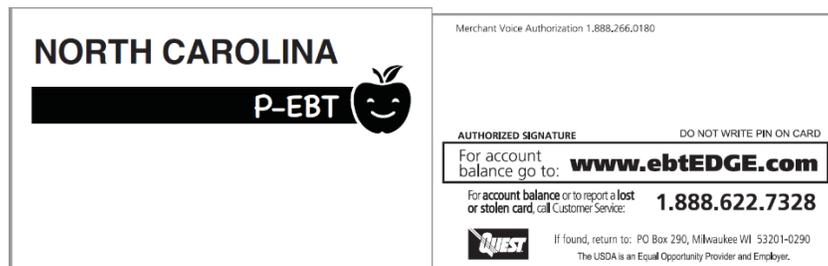 NORTH CAROLINA
P-EBT
Merchant Voice Authorization 1.888.266.0180
AUTHORIZED SIGNATURE DO NOT WRITE PIN ON CARD
For account
balance go to: www.ebtEDGE.com
For account balance or to report a lost
or stolen card, call Customer Service: 1.888.622.7328
QUEST
If found, return to: PO Box 290, Milwaukee WI 53201-0290
The USDA is an Equal Opportunity Provider and Employer.